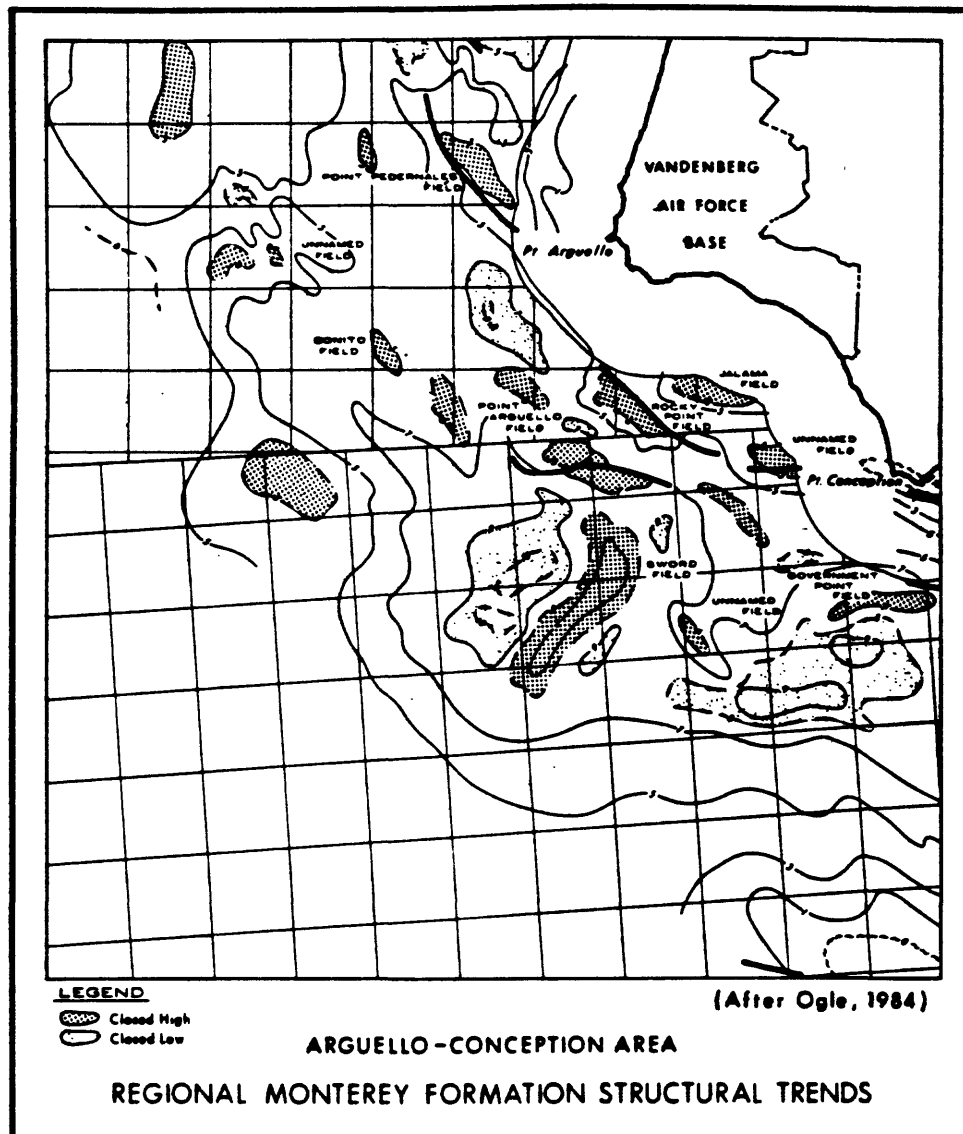 VANDENBERG
AIR FORCE
BASE
POINT PEDERNALES
FIELD
UNNAMED
FIELD
Pt. Arguello
BONITO
FIELD
JALAMA
FIELD
POINT
ARGUELLO
FIELD
ROCKY
POINT
FIELD
UNNAMED
FIELD
Pt. Conception
SWORD
FIELD
GOVERNMENT
POINT
FIELD
UNNAMED
FIELD
5
LEGEND
Closed High
Closed Low
(After Ogle, 1984)
ARGUELLO-CONCEPTION AREA
REGIONAL MONTEREY FORMATION STRUCTURAL TRENDS